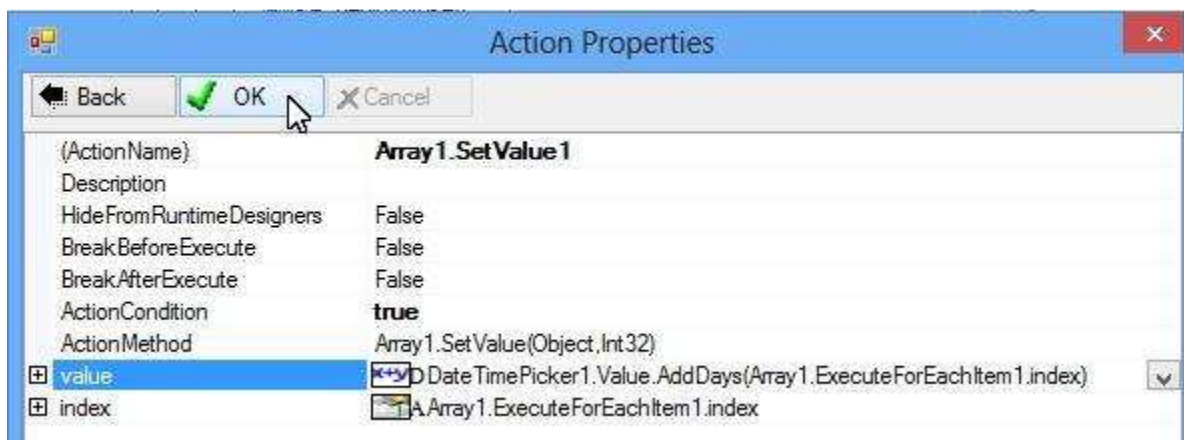 Action Properties
Back OK Cancel
(ActionName) Array1.SetValue1
Description
HideFromRuntimeDesigners False
BreakBeforeExecute False
BreakAfterExecute False
ActionCondition true
ActionMethod Array1.SetValue(Object,Int32)
value x+y D DateTimePicker1.Value.AddDays(Array1.ExecuteForEachItem1.index)
index A Array1.ExecuteForEachItem1.index